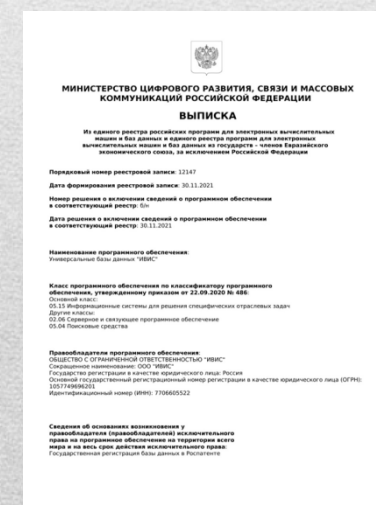 МИНИСТЕРСТВО ЦИФРОВОГО РАЗВИТИЯ, СВЯЗИ И МАССОВЫХ
КОММУНИКАЦИЙ РОССИЙСКОЙ ФЕДЕРАЦИИ
ВЫПИСКА
Из единого реестра российских программ для электронных вычислительных
машин и баз данных и единого реестра программ для электронных
вычислительных машин и баз данных из государств – членов Евразийского
экономического союза, за исключением Российской Федерации
Порядковый номер реестровой записи: 12147
Дата формирования реестровой записи: 30.11.2021
Номер решения о включении сведений о программном обеспечении
в соответствующий реестр: б/н
Дата решения о включении сведений о программном обеспечении
в соответствующий реестр: 30.11.2021
Наименование программного обеспечения:
Универсальные базы данных "ИВИС"
Класс программного обеспечения по классификатору программного
обеспечения, утвержденному приказом от 22.09.2020 № 486:
Основной класс:
05.15 Информационные системы для решения специфических отраслевых задач
Другие классы:
02.06 Серверное и связующее программное обеспечение
05.04 Поисковые средства
Правообладатели программного обеспечения:
ОБЩЕСТВО С ОГРАНИЧЕННОЙ ОТВЕТСТВЕННОСТЬЮ "ИВИС"
Сокращенное наименование: ООО "ИВИС"
Государство регистрации в качестве юридического лица: Россия
Основной государственный регистрационный номер регистрации в качестве юридического лица (ОГРН):
1057749696201
Идентификационный номер (ИНН): 7706605522
Сведения об основаниях возникновения у
правообладателя (правообладателей) исключительного
права на программное обеспечение на территории всего
мира и на весь срок действия исключительного права:
Государственная регистрация базы данных в Роспатенте